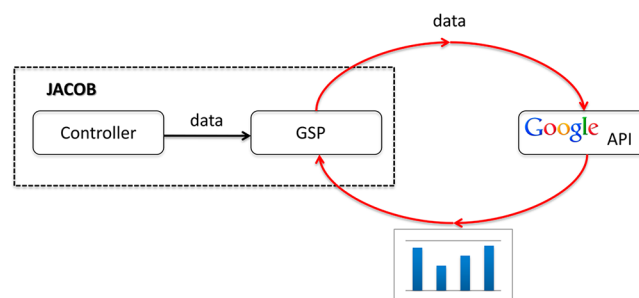 data
JACOB
Controller
data
GSP
Google API